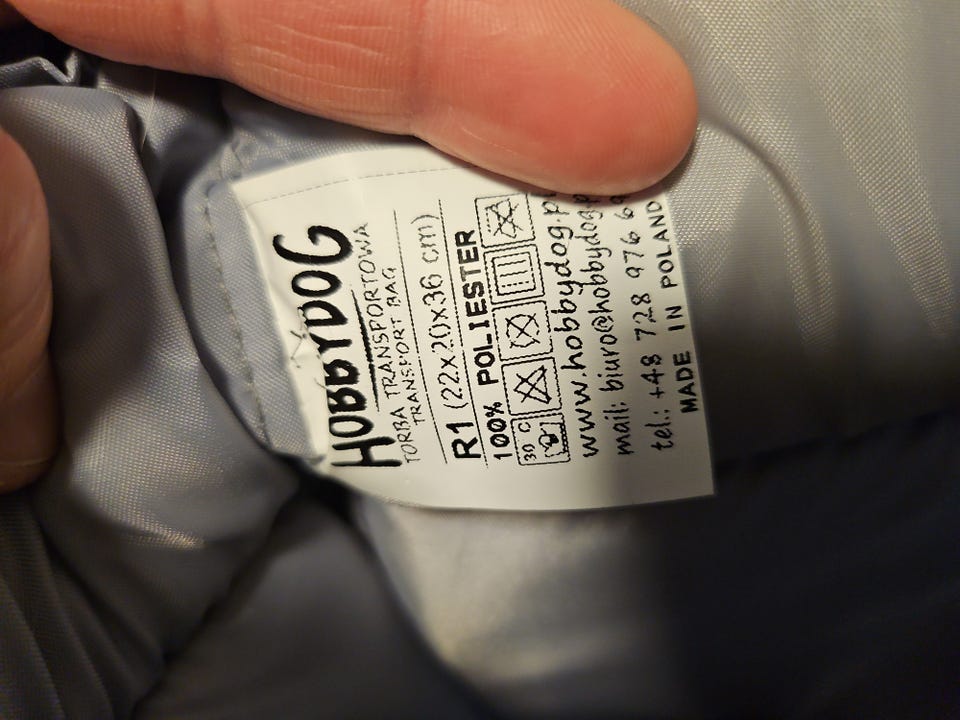 HOBBYDOG
TORBA TRANSPORTOWA
TRANSPORT BAG
R1 (22x20x36 cm)
100% POLIESTER
30 C
www.hobbydog.p
mail: biuro@hobbydog.p
tel.: +48 728 976 6
MADE IN POLAND